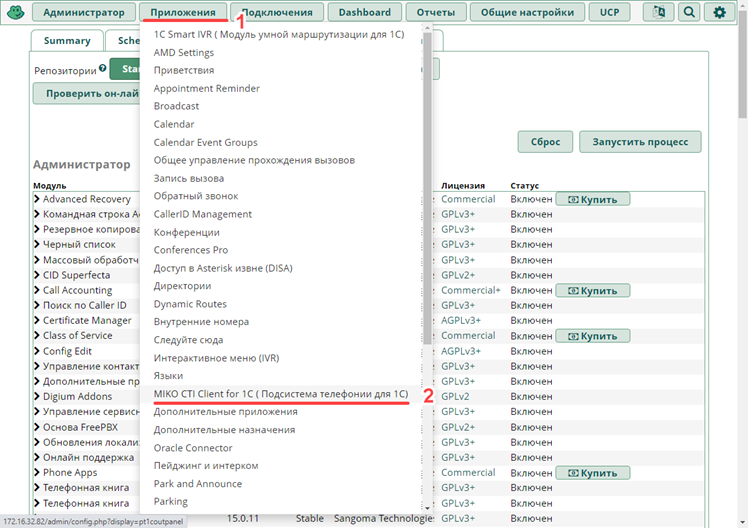 Администратор Приложения Подключения Dashboard Отчеты Общие настройки UCP
1
Summary Sche
Репозитории Stan
Проверить он-лай
Сброс Запустить процесс
Администратор
Модуль Лицензия Статус
Advanced Recovery Commercial Включен Купить
Командная строка A GPLv3+ Включен
Резервное копирова GPLv3+ Включен
Черный список GPLv3+ Включен
Массовый обработч GPLv3+ Включен
CID Superfecta GPLv2+ Включен
Call Accounting Commercial+ Включен Купить
Поиск по Caller ID GPLv3+ Включен
Certificate Manager AGPLv3+ Включен
Class of Service Commercial Включен Купить
Config Edit AGPLv3+ Включен
Управление контакт GPLv3+ Включен
Дополнительные пр GPLv3+ Включен
Digium Addons GPLv2 Включен
Управление сервисн GPLv3+ Включен
Основа FreePBX GPLv2+ Включен
Обновления локали GPLv3+ Включен
Онлайн поддержка GPLv3+ Включен
Phone Apps Commercial Включен Купить
Телефонная книга GPLv3+ Включен
Телефонная книга GPLv3+ Включен
15.0.11 Stable Sangoma Technologies GPLv3+ Включен
1C Smart IVR ( Модуль умной маршрутизации для 1С)
AMD Settings
Приветствия
Appointment Reminder
Broadcast
Calendar
Calendar Event Groups
Общее управление прохождения вызовов
Запись вызова
Обратный звонок
CallerID Management
Конференции
Conferences Pro
Доступ в Asterisk извне (DISA)
Директории
Dynamic Routes
Внутренние номера
Следуйте сюда
Интерактивное меню (IVR)
Языки
MIKO CTI Client for 1C ( Подсистема телефонии для 1С)
2
Дополнительные приложения
Дополнительные назначения
Oracle Connector
Пейджинг и интерком
Park and Announce
Parking
172.16.32.82/admin/config.php?display=pt1coutpanel